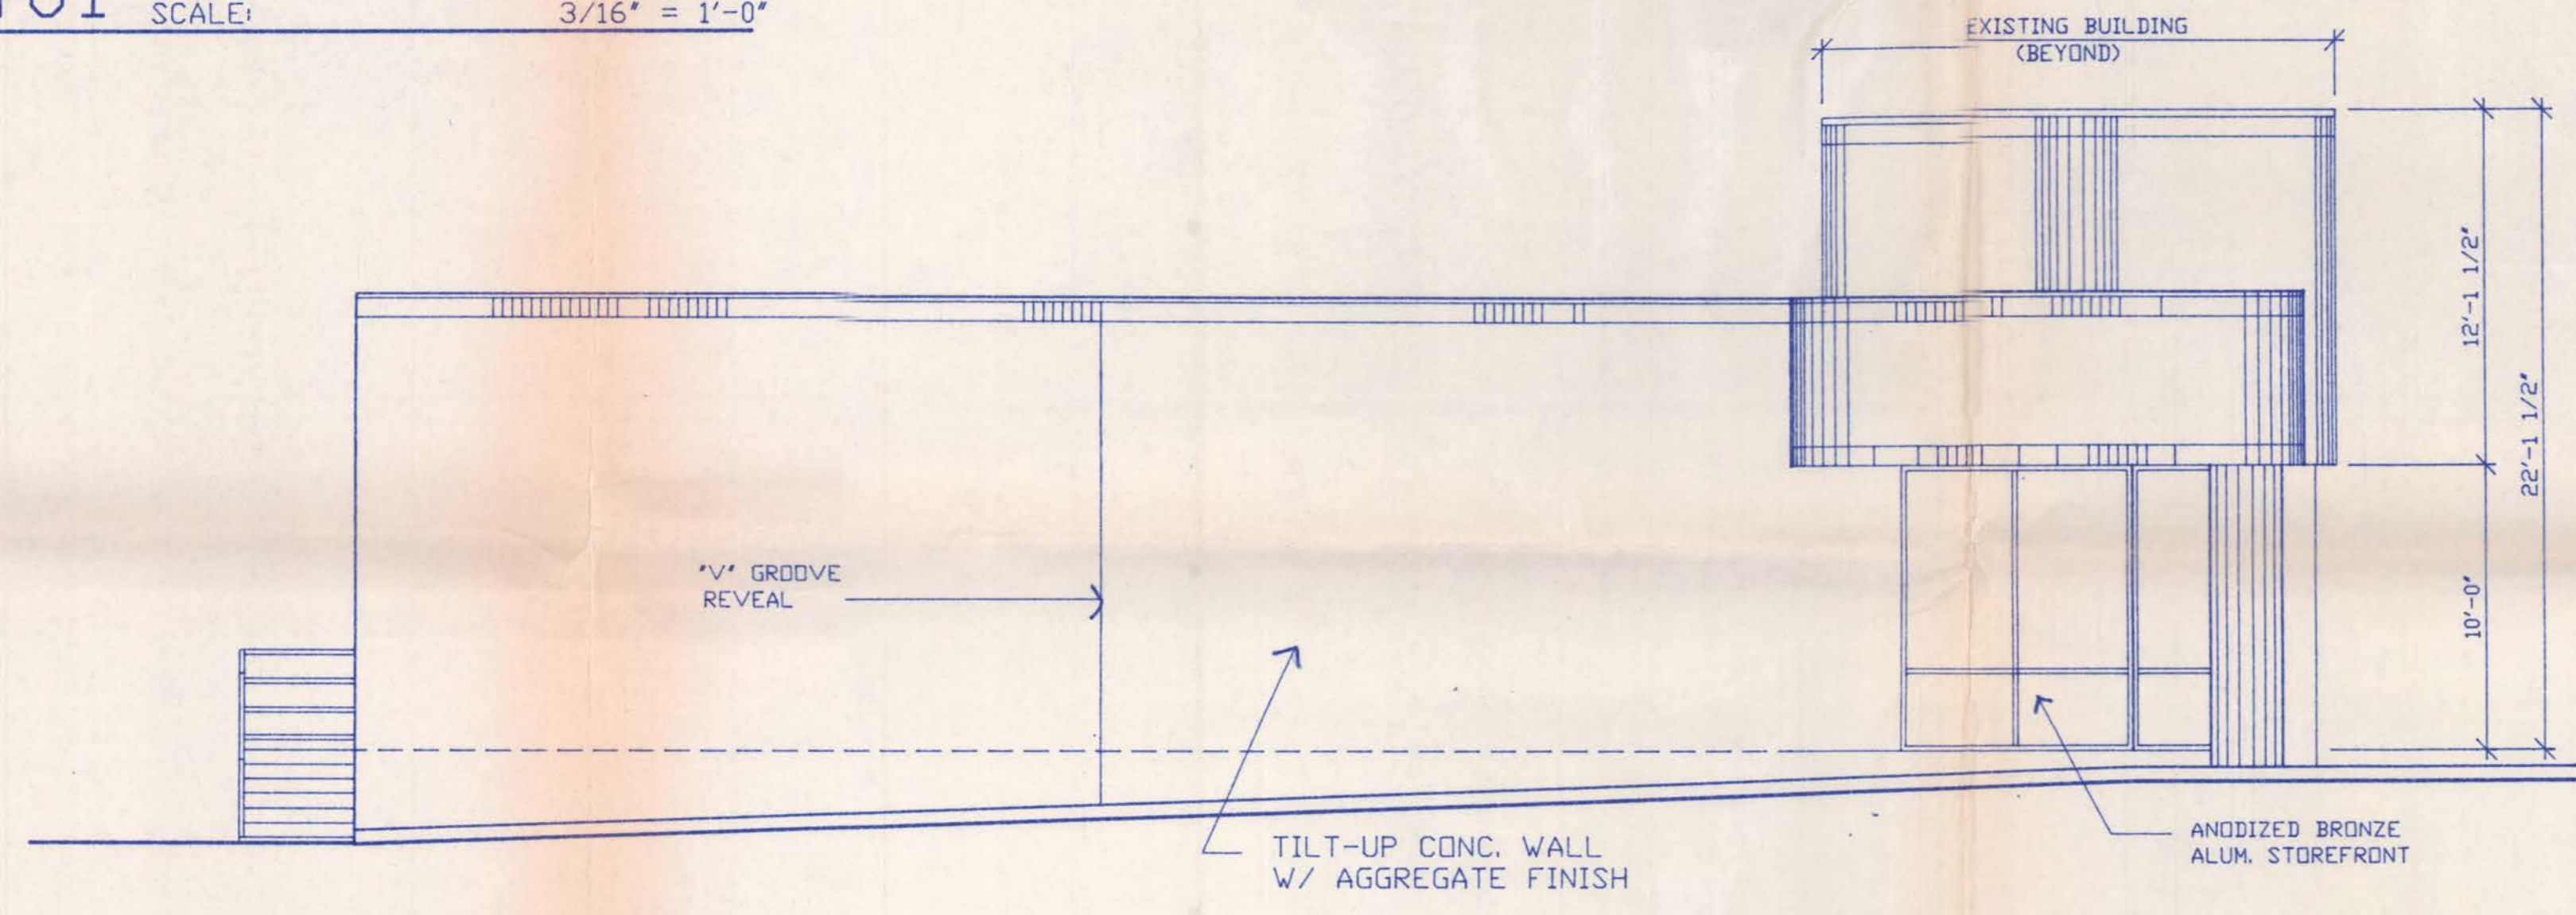 SCALE: 3/16" = 1'-0"
EXISTING BUILDING
(BEYOND)
12'-1 1/2"
22'-1 1/2"
10'-0"
"V" GROOVE
REVEAL
TILT-UP CONC. WALL
W/ AGGREGATE FINISH
ANODIZED BRONZE
ALUM. STOREFRONT